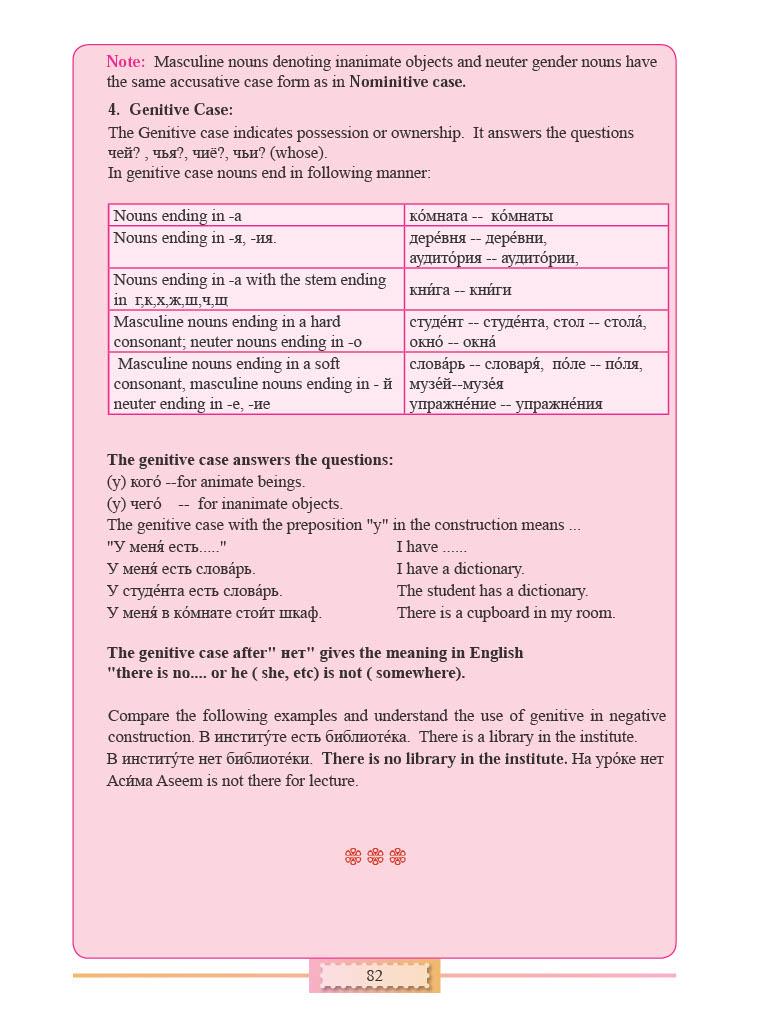 Note: Masculine nouns denoting inanimate objects and neuter gender nouns have
the same accusative case form as in Nominitive case.
4. Genitive Case:
The Genitive case indicates possession or ownership. It answers the questions
чей? , чья?, чиё?, чьи? (whose).
In genitive case nouns end in following manner:
Nouns ending in -а
ко́мната -- ко́мнаты
Nouns ending in -я, -ия.
дере́вня -- дере́вни,
аудито́рия -- аудито́рии,
Nouns ending in -а with the stem ending
in г,к,х,ж,ш,ч,щ
кни́га -- кни́ги
Masculine nouns ending in a hard
consonant; neuter nouns ending in -о
студе́нт -- студе́нта, стол -- стола́,
окно́ -- окна́
Masculine nouns ending in a soft
consonant, masculine nouns ending in - й
neuter ending in -е, -ие
слова́рь -- словаря́, по́ле -- по́ля,
музе́й--музе́я
упражне́ние -- упражне́ния
The genitive case answers the questions:
(у) кого́ --for animate beings.
(у) чего́ -- for inanimate objects.
The genitive case with the preposition "у" in the construction means ...
"У меня́ есть....." I have ......
У меня́ есть слова́рь. I have a dictionary.
У студе́нта есть слова́рь. The student has a dictionary.
У меня́ в ко́мнате стои́т шкаф. There is a cupboard in my room.
The genitive case after" нет" gives the meaning in English
"there is no.... or he ( she, etc) is not ( somewhere).
Compare the following examples and understand the use of genitive in negative
construction. В институ́те есть библиоте́ка. There is a library in the institute.
В институ́те нет библиоте́ки. There is no library in the institute. На уро́ке нет
Аси́ма Aseem is not there for lecture.
82